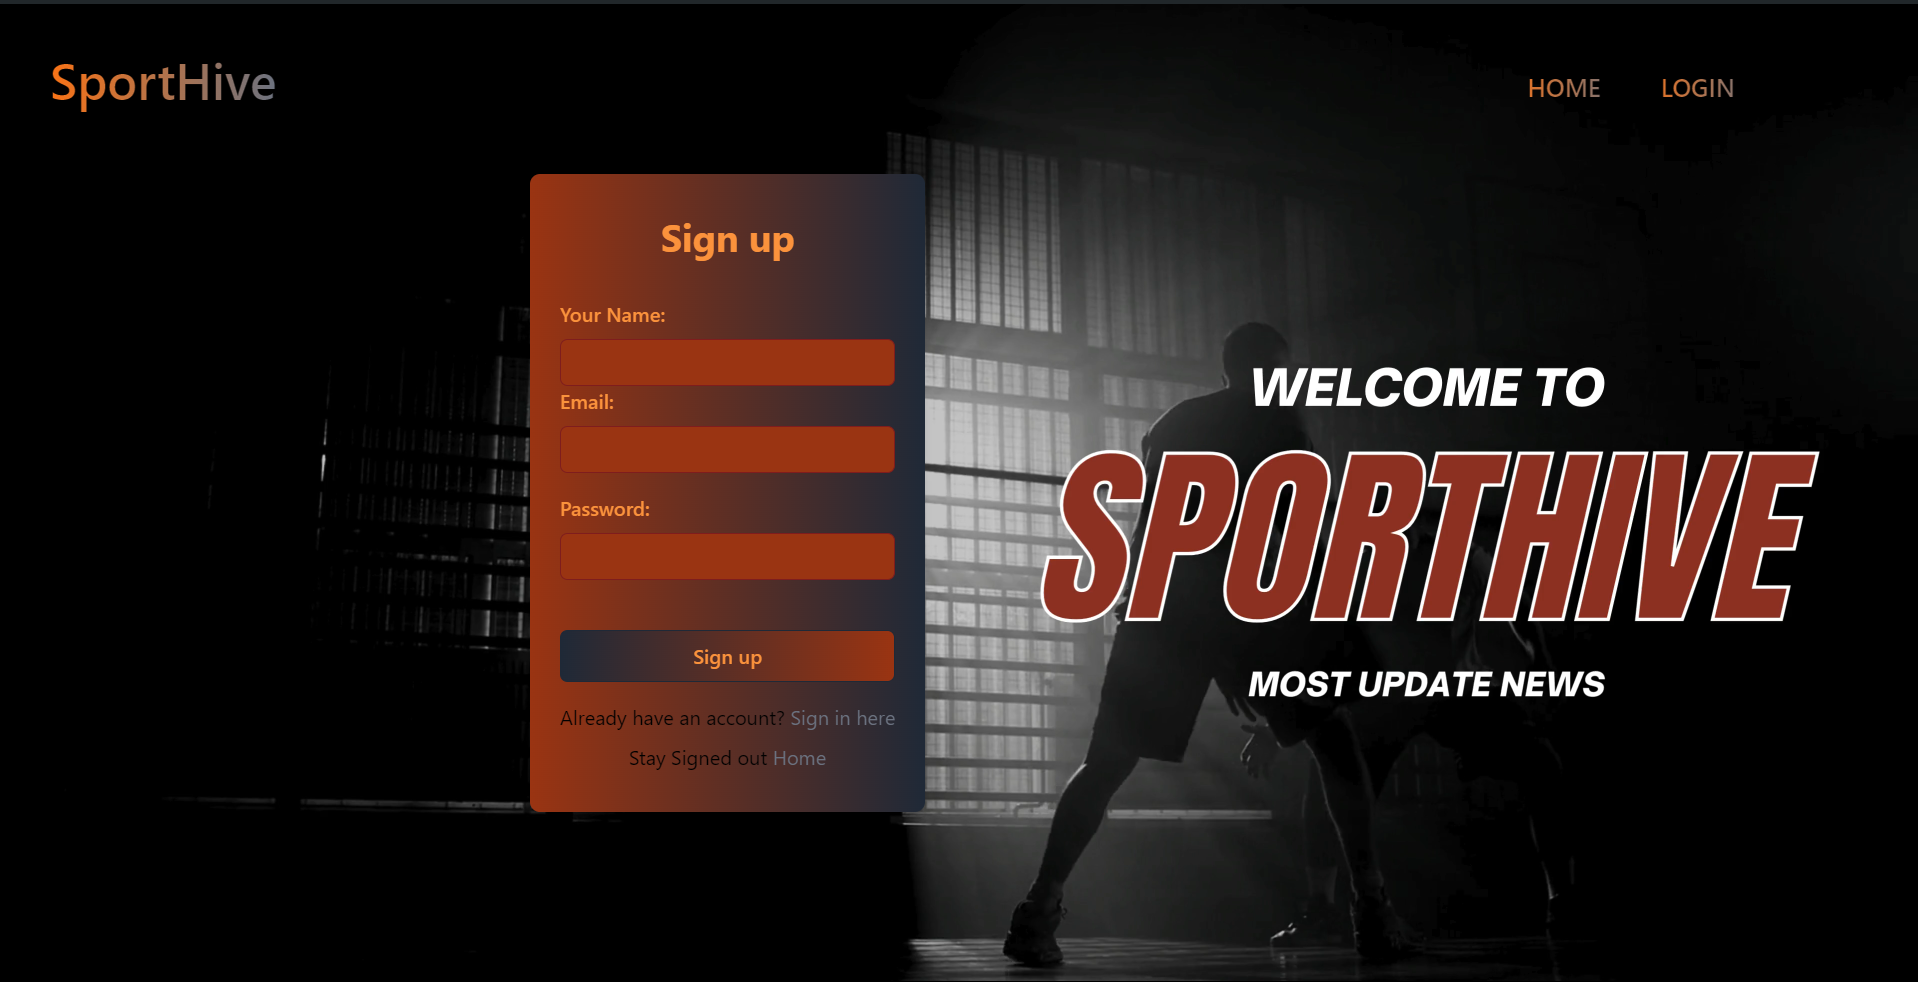 SportHive
HOME LOGIN
Sign up
Your Name:
Email:
Password:
Sign up
Already have an account? Sign in here
Stay Signed out Home
WELCOME TO
SPORTHIVE
MOST UPDATE NEWS